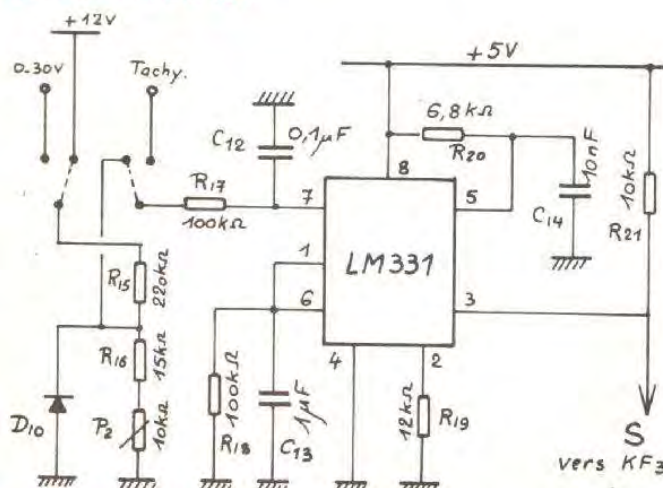 +12V
0-30V
Tachy.
+5V
6,8kΩ
R20
C12
0,1µF
8
10nF
C14
10kΩ
R21
R17
100kΩ
7
5
1
LM331
6
3
4
2
R15
220kΩ
R16
15kΩ
P2
10kΩ
D10
100kΩ
R18
1µF
C13
12kΩ
R19
S
vers KF3